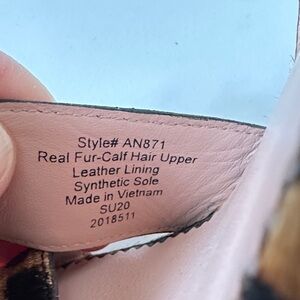 Style# AN871
Real Fur-Calf Hair Upper
Leather Lining
Synthetic Sole
Made in Vietnam
SU20
2018511